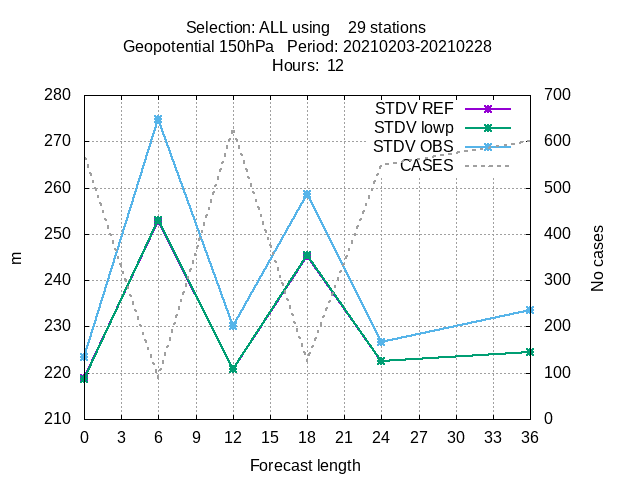 Selection: ALL using    29 stations
Geopotential 150hPa   Period: 20210203-20210228
Hours:  12
STDV REF
STDV lowp
STDV OBS
CASES
280
270
260
250
240
230
220
210
700
600
500
400
300
200
100
0
m
No cases
0 3 6 9 12 15 18 21 24 27 30 33 36
Forecast length